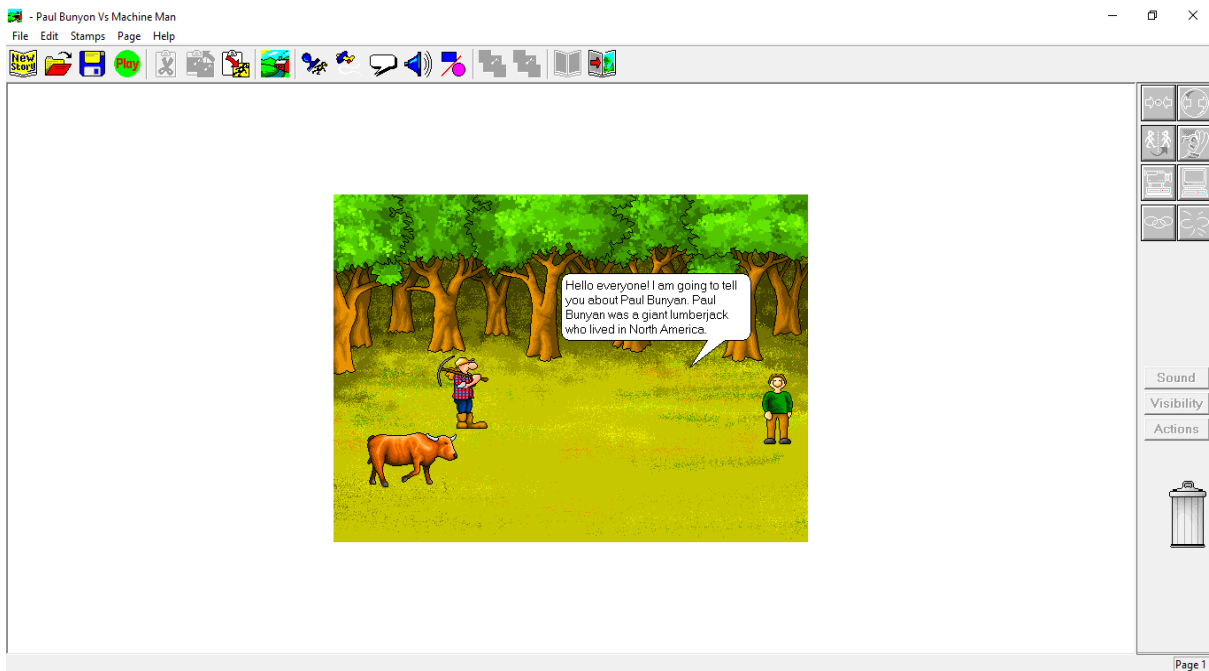 - Paul Bunyon Vs Machine Man
File Edit Stamps Page Help
New Story
Play
Hello everyone! I am going to tell
you about Paul Bunyan. Paul
Bunyan was a giant lumberjack
who lived in North America.
Sound
Visibility
Actions
Page 1